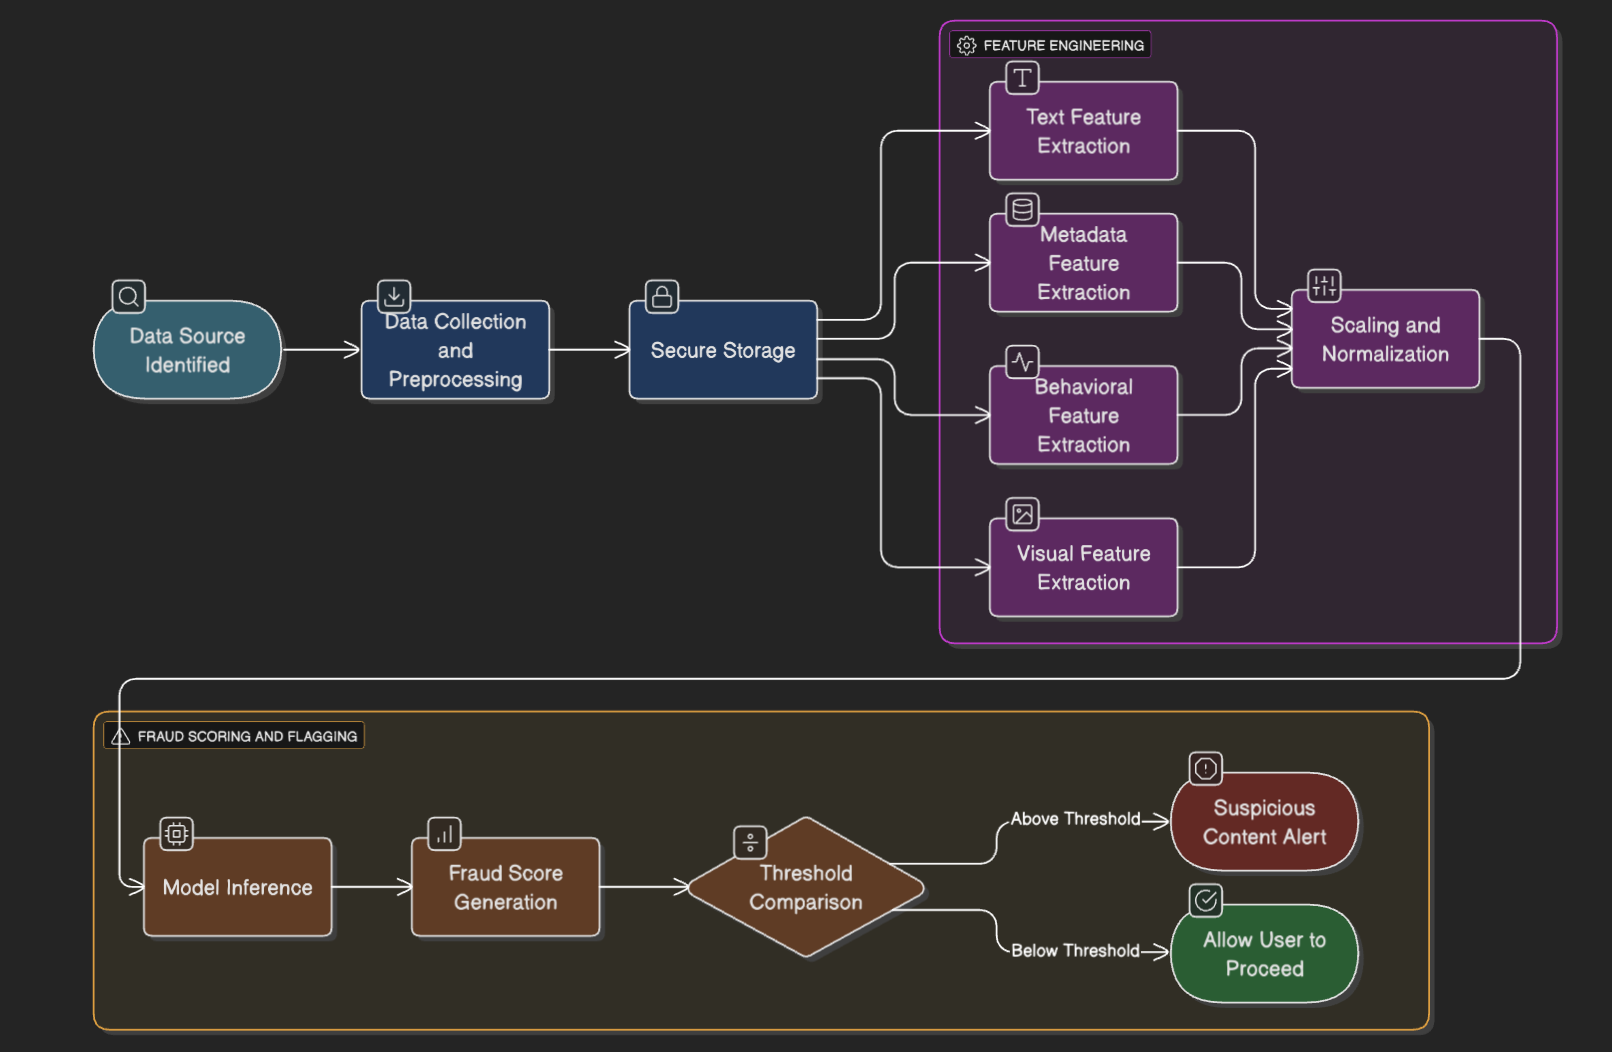 FEATURE ENGINEERING
Text Feature
Extraction
Metadata
Feature
Extraction
Behavioral
Feature
Extraction
Visual Feature
Extraction
Scaling and
Normalization
Data Source
Identified
Data Collection
and
Preprocessing
Secure Storage
FRAUD SCORING AND FLAGGING
Model Inference
Fraud Score
Generation
Threshold
Comparison
Above Threshold
Suspicious
Content Alert
Below Threshold
Allow User to
Proceed